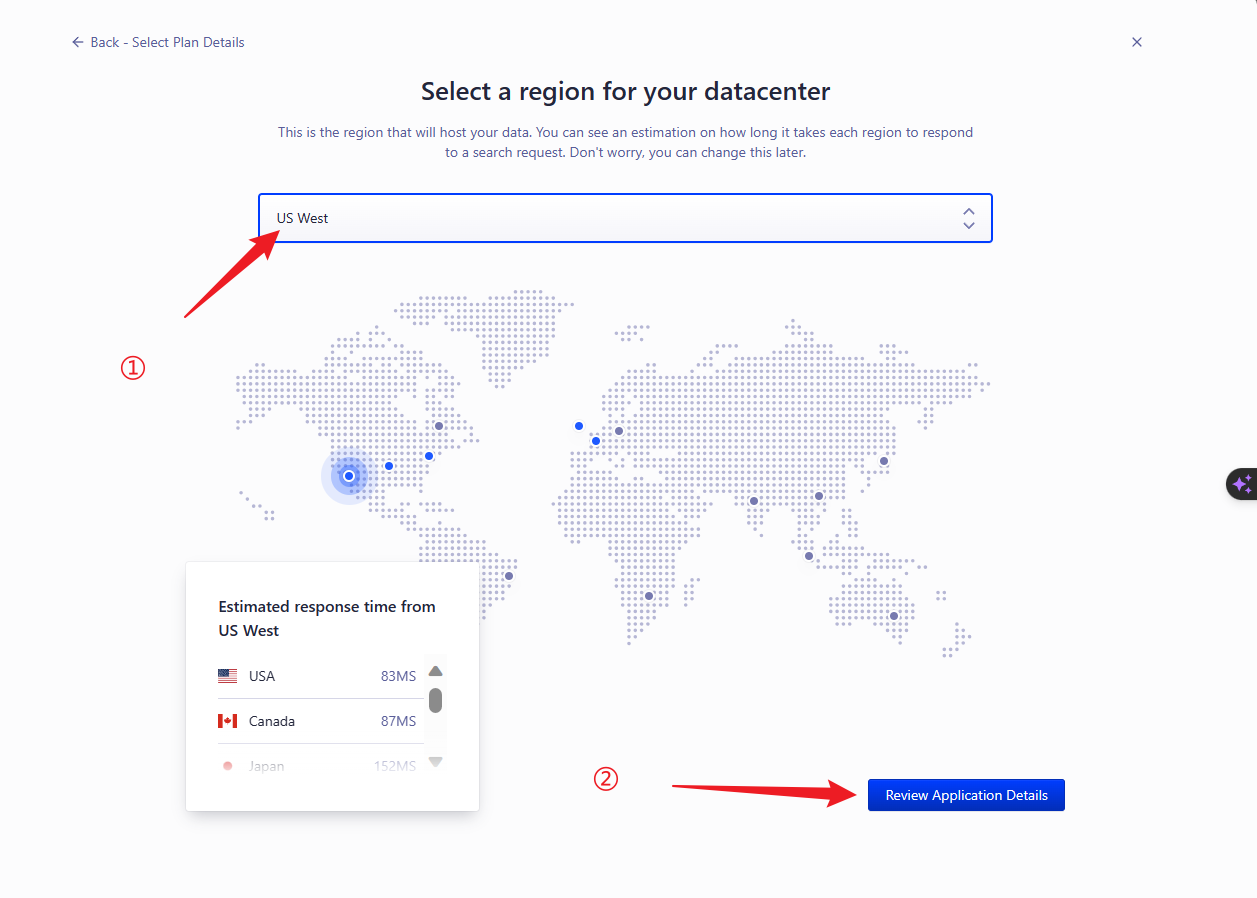 ← Back - Select Plan Details
Select a region for your datacenter
This is the region that will host your data. You can see an estimation on how long it takes each region to respond
to a search request. Don't worry, you can change this later.
US West
①
Estimated response time from
US West
USA 83MS
Canada 87MS
Japan 152MS
②
Review Application Details